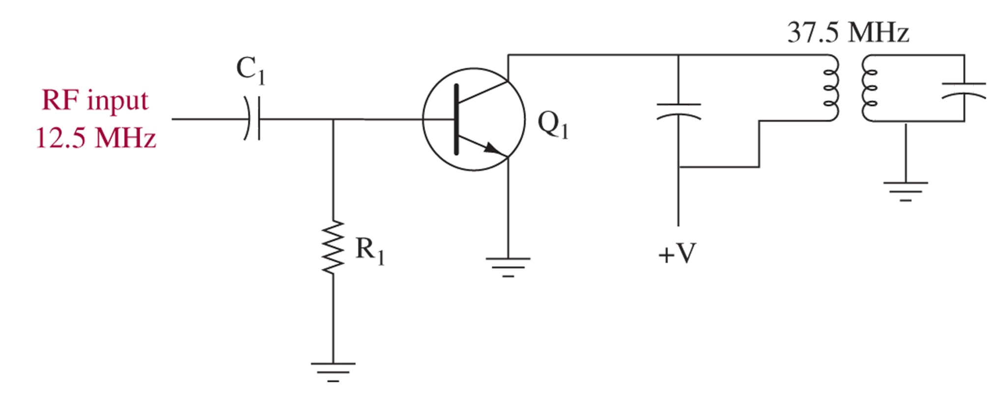 37.5 MHz
C₁
RF input
12.5 MHz
Q₁
R₁
+V